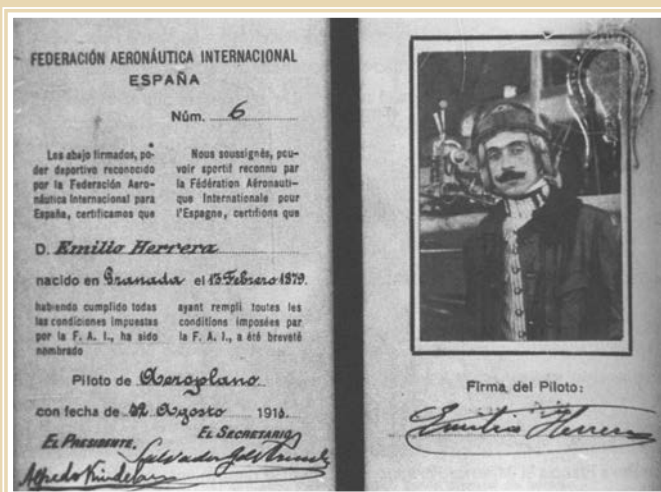 FEDERACIÓN AERONÁUTICA INTERNACIONAL
ESPAÑA
Núm. 6
Los abajo firmados, po-
der deportivo reconocido
por la Federación Aero-
náutica Internacional para
España, certificamos que
Nous soussignés, pou-
voir sportif reconnu par
la Fédération Aéronauti-
que Internationale pour
l'Espagne, certifions que
D. Emilio Herrera
nacido en Granada el 13 Febrero 1879.
habiendo cumplido todas
las condiciones impuestas
por la F. A. I., ha sido
nombrado
ayant rempli toutes les
conditions imposées par
la F. A. I., a été breveté
Piloto de Aeroplano
con fecha de Agosto
EL PRESIDENTE,
EL SECRETARIO
Alfredo Kindelan
Salvador
Firma del Piloto:
Emilio Herrera